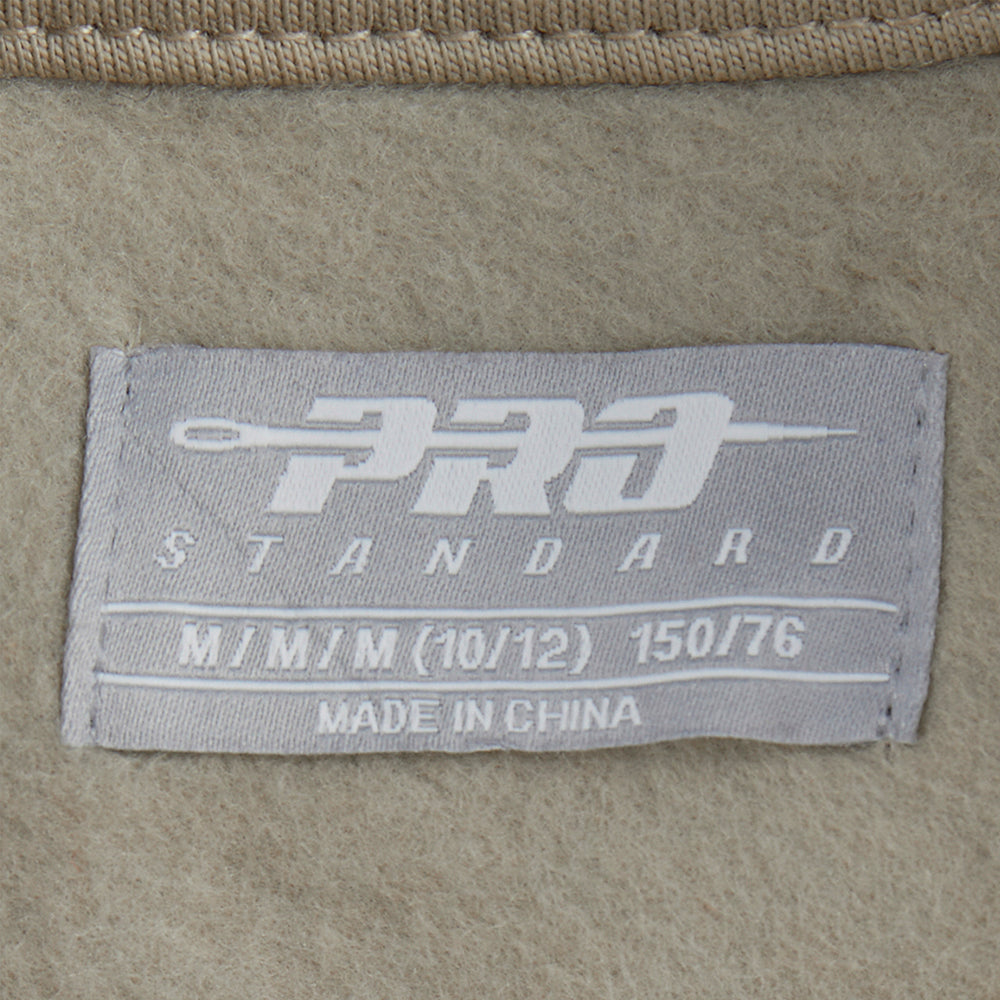 PRO
STANDARD
M/M/M (10/12) 150/76
MADE IN CHINA